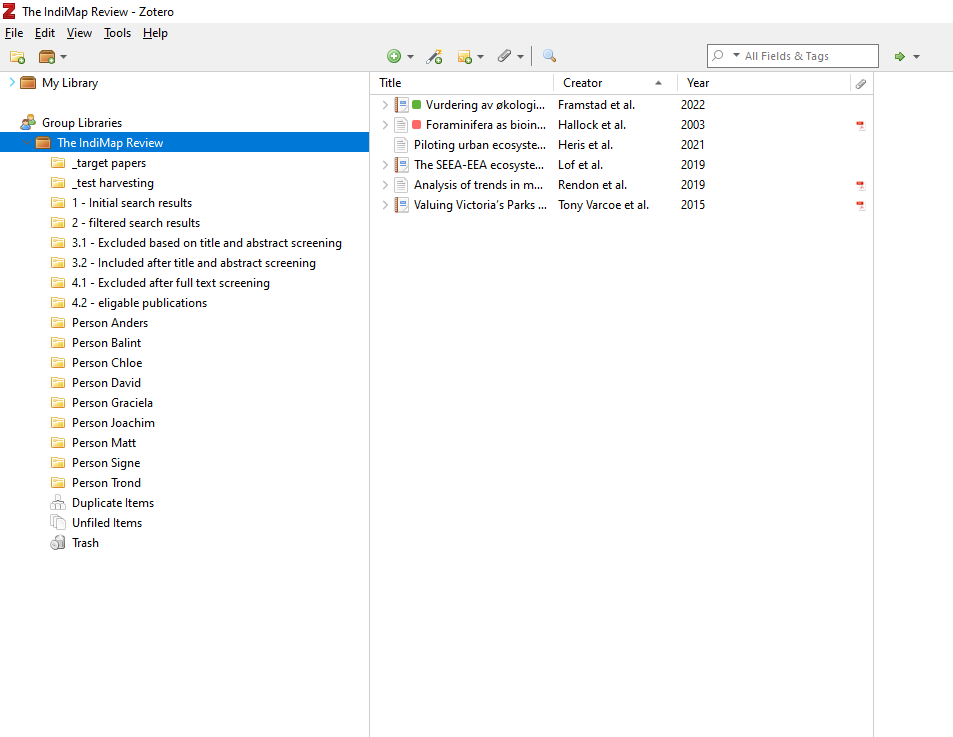 The IndiMap Review - Zotero
File Edit View Tools Help
All Fields & Tags
My Library
Group Libraries
The IndiMap Review
_target papers
_test harvesting
1 - Initial search results
2 - filtered search results
3.1 - Excluded based on title and abstract screening
3.2 - Included after title and abstract screening
4.1 - Excluded after full text screening
4.2 - eligable publications
Person Anders
Person Balint
Person Chloe
Person David
Person Graciela
Person Joachim
Person Matt
Person Signe
Person Trond
Duplicate Items
Unfiled Items
Trash
Title Creator Year
Vurdering av økologi... Framstad et al. 2022
Foraminifera as bioin... Hallock et al. 2003
Piloting urban ecosyste... Heris et al. 2021
The SEEA-EEA ecosyste... Lof et al. 2019
Analysis of trends in m... Rendon et al. 2019
Valuing Victoria's Parks ... Tony Varcoe et al. 2015